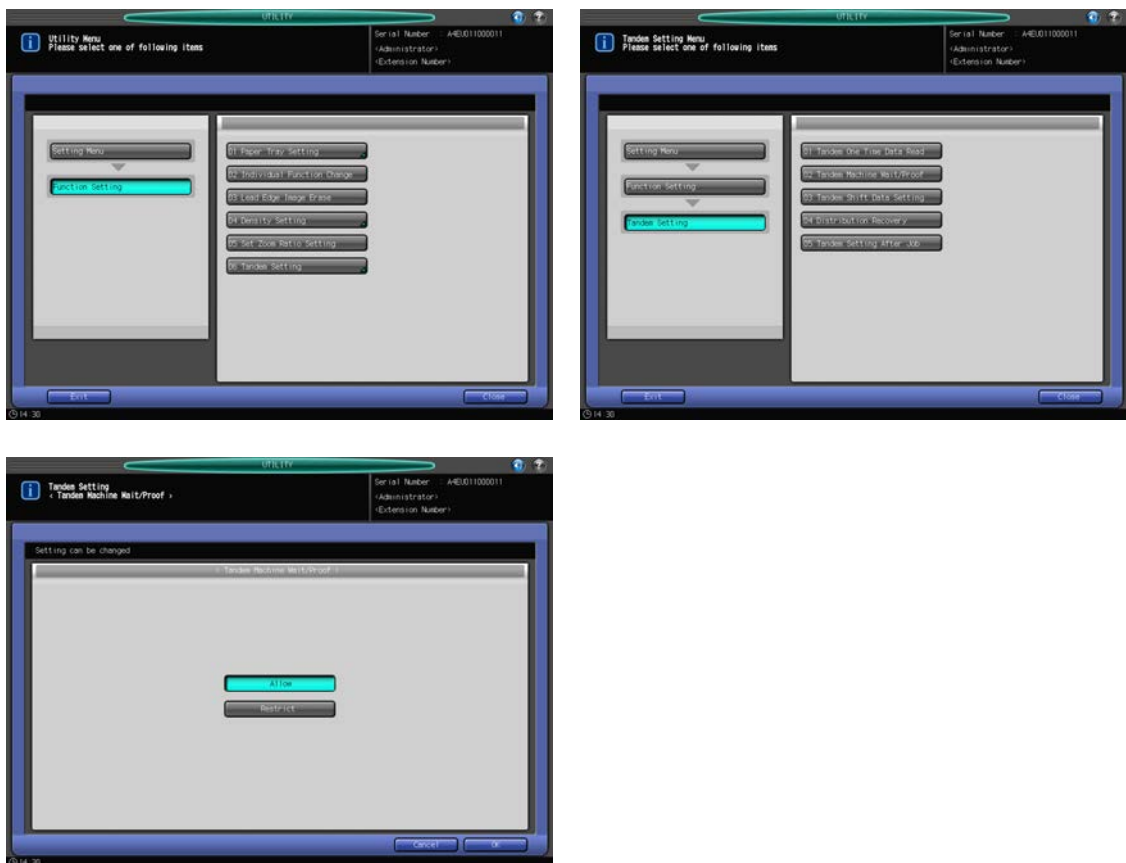 UTILITY
Utility Menu
Please select one of following items
Serial Number : A4EU011000011
<Administrator>
<Extension Number>
Setting Menu
Function Setting
01 Paper Tray Setting
02 Individual Function Change
03 Lead Edge Image Erase
04 Density Setting
05 Set Zoom Ratio Setting
06 Tandem Setting
Exit
Close
14:30
UTILITY
Tandem Setting Menu
Please select one of following items
Serial Number : A4EU011000011
<Administrator>
<Extension Number>
Setting Menu
Function Setting
Tandem Setting
01 Tandem One Time Data Read
02 Tandem Machine Wait/Proof
03 Tandem Shift Data Setting
04 Distribution Recovery
05 Tandem Setting After Job
Exit
Close
14:30
UTILITY
Tandem Setting
< Tandem Machine Wait/Proof >
Serial Number : A4EU011000011
<Administrator>
<Extension Number>
Setting can be changed
< Tandem Machine Wait/Proof >
Allow
Restrict
Cancel
OK
14:30